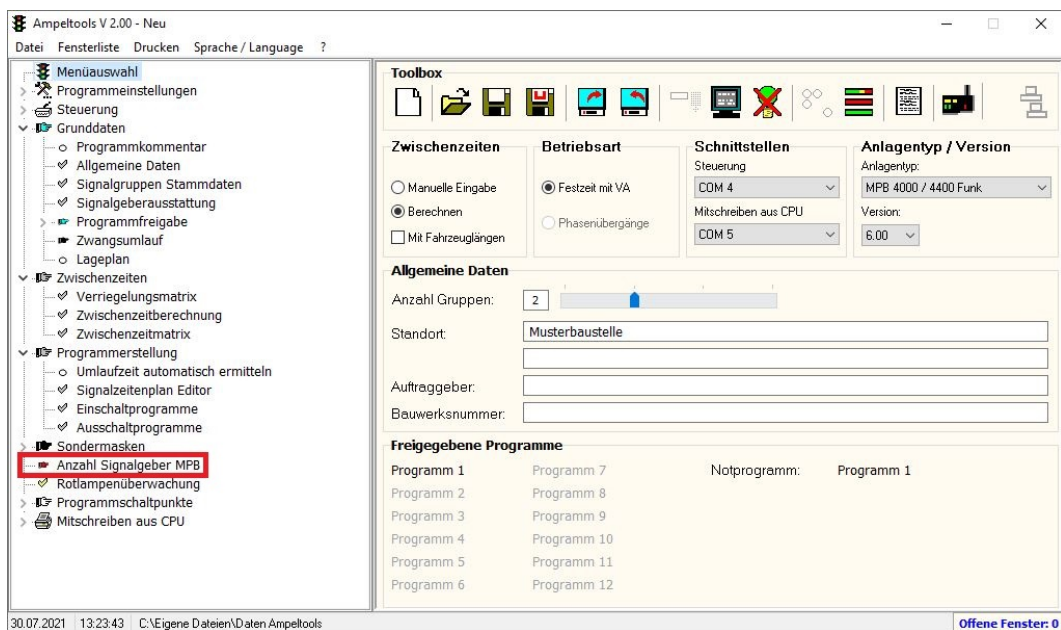 Ampeltools V 2.00 - Neu
Datei Fensterliste Drucken Sprache / Language ?
Menüauswahl
Programmeinstellungen
Steuerung
Grunddaten
Programmkommentar
Allgemeine Daten
Signalgruppen Stammdaten
Signalgeberausstattung
Programmfreigabe
Zwangsumlauf
Lageplan
Zwischenzeiten
Verriegelungsmatrix
Zwischenzeitberechnung
Zwischenzeitmatrix
Programmerstellung
Umlaufzeit automatisch ermitteln
Signalzeitenplan Editor
Einschaltprogramme
Ausschaltprogramme
Sondermasken
Anzahl Signalgeber MPB
Rotlampenüberwachung
Programmschaltpunkte
Mitschreiben aus CPU
Toolbox
Zwischenzeiten
Manuelle Eingabe
Berechnen
Mit Fahrzeuglängen
Betriebsart
Festzeit mit VA
Phasenübergänge
Schnittstellen
Steuerung
COM 4
Mitschreiben aus CPU
COM 5
Anlagentyp / Version
Anlagentyp:
MPB 4000 / 4400 Funk
Version:
6.00
Allgemeine Daten
Anzahl Gruppen: 2
Standort: Musterbaustelle
Auftraggeber:
Bauwerksnummer:
Freigegebene Programme
Programm 1 Programm 7 Notprogramm: Programm 1
Programm 2 Programm 8
Programm 3 Programm 9
Programm 4 Programm 10
Programm 5 Programm 11
Programm 6 Programm 12
30.07.2021 13:23:43 C:\Eigene Dateien\Daten Ampeltools Offene Fenster: 0